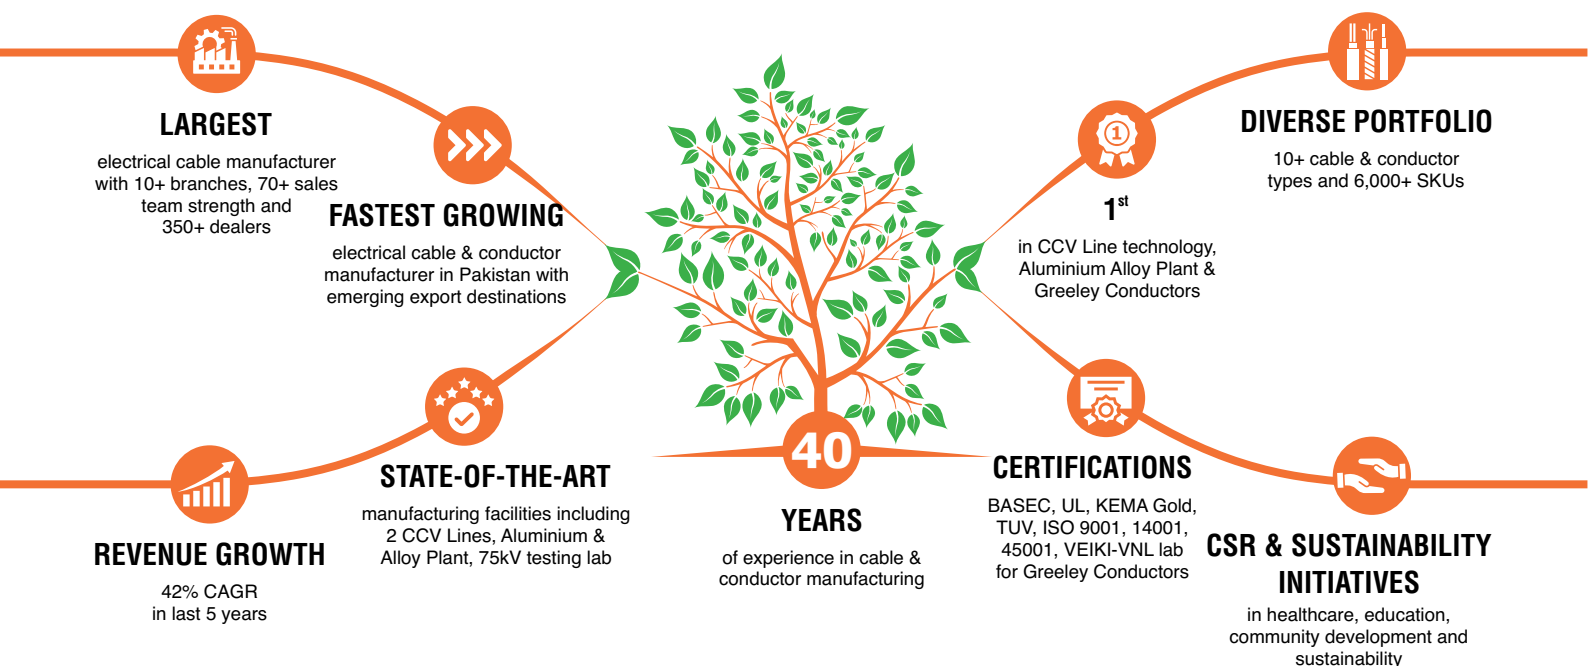 LARGEST
electrical cable manufacturer
with 10+ branches, 70+ sales
team strength and
350+ dealers
FASTEST GROWING
electrical cable & conductor
manufacturer in Pakistan with
emerging export destinations
1st
in CCV Line technology,
Aluminium Alloy Plant &
Greeley Conductors
1
DIVERSE PORTFOLIO
10+ cable & conductor
types and 6,000+ SKUs
REVENUE GROWTH
42% CAGR
in last 5 years
STATE-OF-THE-ART
manufacturing facilities including
2 CCV Lines, Aluminium &
Alloy Plant, 75kV testing lab
40
YEARS
of experience in cable &
conductor manufacturing
CERTIFICATIONS
BASEC, UL, KEMA Gold,
TUV, ISO 9001, 14001,
45001, VEIKI-VNL lab
for Greeley Conductors
CSR & SUSTAINABILITY
INITIATIVES
in healthcare, education,
community development and
sustainability